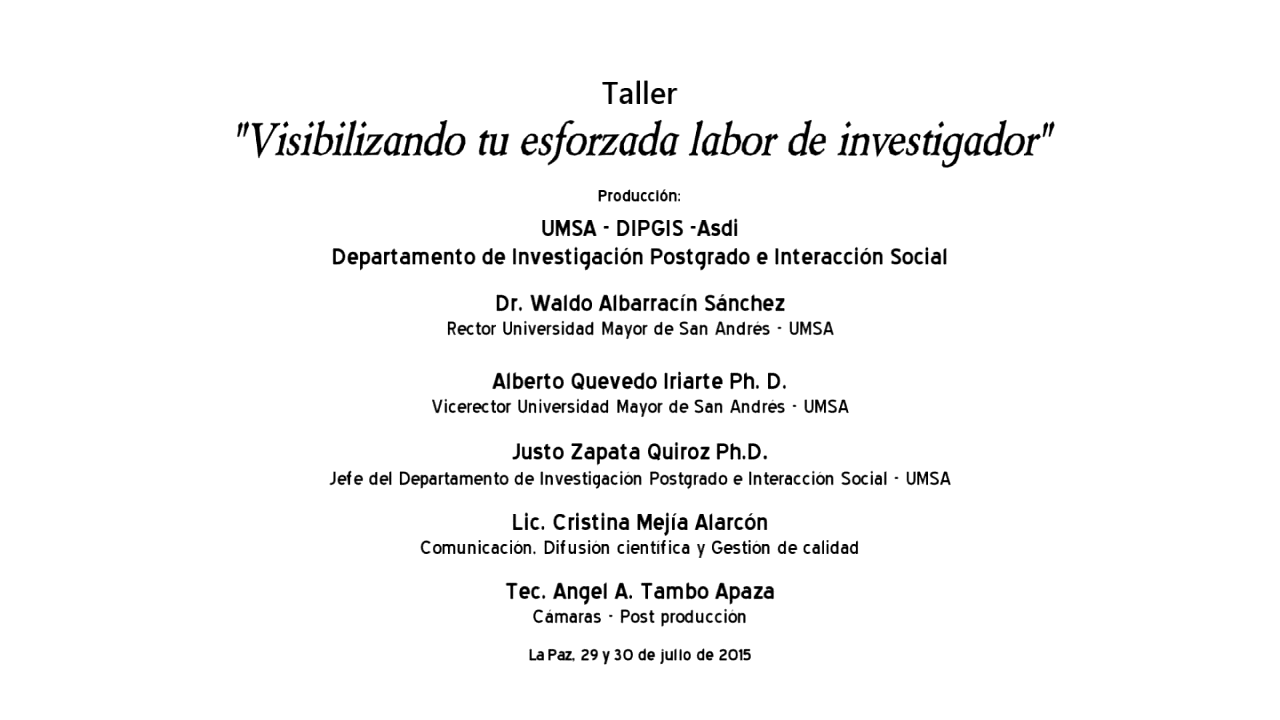 Taller
"Visibilizando tu esforzada labor de investigador"
Producción:
UMSA - DIPGIS -Asdi
Departamento de Investigación Postgrado e Interacción Social
Dr. Waldo Albarracín Sánchez
Rector Universidad Mayor de San Andrés - UMSA
Alberto Quevedo Iriarte Ph. D.
Vicerector Universidad Mayor de San Andrés - UMSA
Justo Zapata Quiroz Ph.D.
Jefe del Departamento de Investigación Postgrado e Interacción Social - UMSA
Lic. Cristina Mejía Alarcón
Comunicación, Difusión científica y Gestión de calidad
Tec. Angel A. Tambo Apaza
Cámaras - Post producción
La Paz, 29 y 30 de julio de 2015